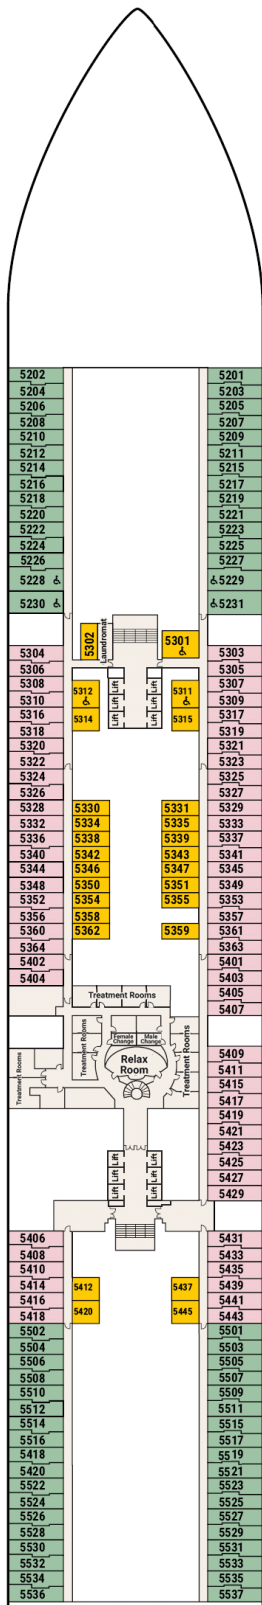 5202 5201
5204 5203
5206 5205
5208 5207
5210 5209
5212 5211
5214 5215
5216 5217
5218 5219
5220 5221
5222 5223
5224 5225
5226 5227
5228 5229
5230 5231
Laundromat
5302 5301
5304 5303
5306 5305
5308 5312 Lift Lift 5311 5307
5310 5309
5316 5314 Lift Lift 5315 5317
5318 Lift Lift 5319
5320 5321
5322 5323
5324 5325
5326 5327
5328 5330 5331 5329
5332 5334 5335 5333
5336 5338 5339 5337
5340 5342 5343 5341
5344 5346 5347 5345
5348 5350 5351 5349
5352 5354 5355 5353
5356 5358 5357
5360 5362 5359 5361
5364 5363
5402 5401
5404 5403
Treatment Rooms 5405
5407
Treatment Rooms
Female Change
Male Change
Treatment Rooms
Treatment Rooms
Relax Room
5409
5411
5415
5417
5419
5421
5423
Lift Lift 5425
Lift Lift 5427
Lift Lift 5429
5406 5431
5408 5433
5410 5435
5414 5412 5437 5439
5416 5441
5418 5420 5445 5443
5502 5501
5504 5503
5506 5505
5508 5507
5510 5509
5512 5511
5514 5515
5516 5517
5418 5519
5420 5521
5522 5523
5524 5525
5526 5527
5528 5529
5530 5531
5532 5533
5534 5535
5536 5537